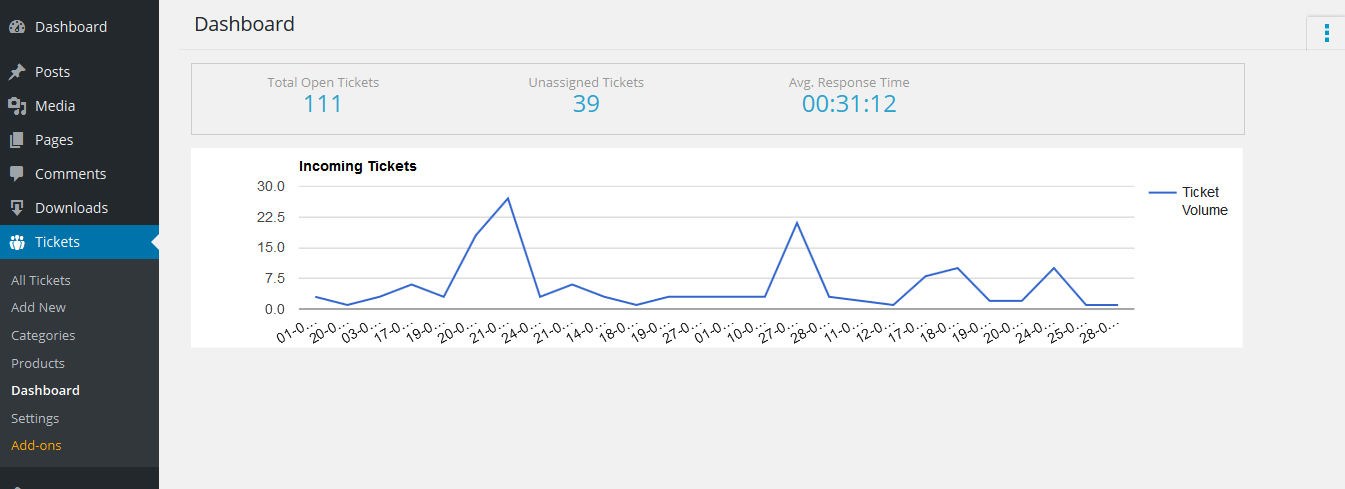 Dashboard
Posts
Media
Pages
Comments
Downloads
Tickets
All Tickets
Add New
Categories
Products
Dashboard
Settings
Add-ons
Dashboard
Total Open Tickets
111
Unassigned Tickets
39
Avg. Response Time
00:31:12
Incoming Tickets
30.0
22.5
15.0
7.5
0.0
01-0...
20-0...
03-0...
17-0...
19-0...
20-0...
21-0...
24-0...
21-0...
14-0...
18-0...
19-0...
27-0...
01-0...
10-0...
27-0...
28-0...
11-0...
12-0...
17-0...
18-0...
19-0...
20-0...
24-0...
25-0...
28-0...
Ticket
Volume